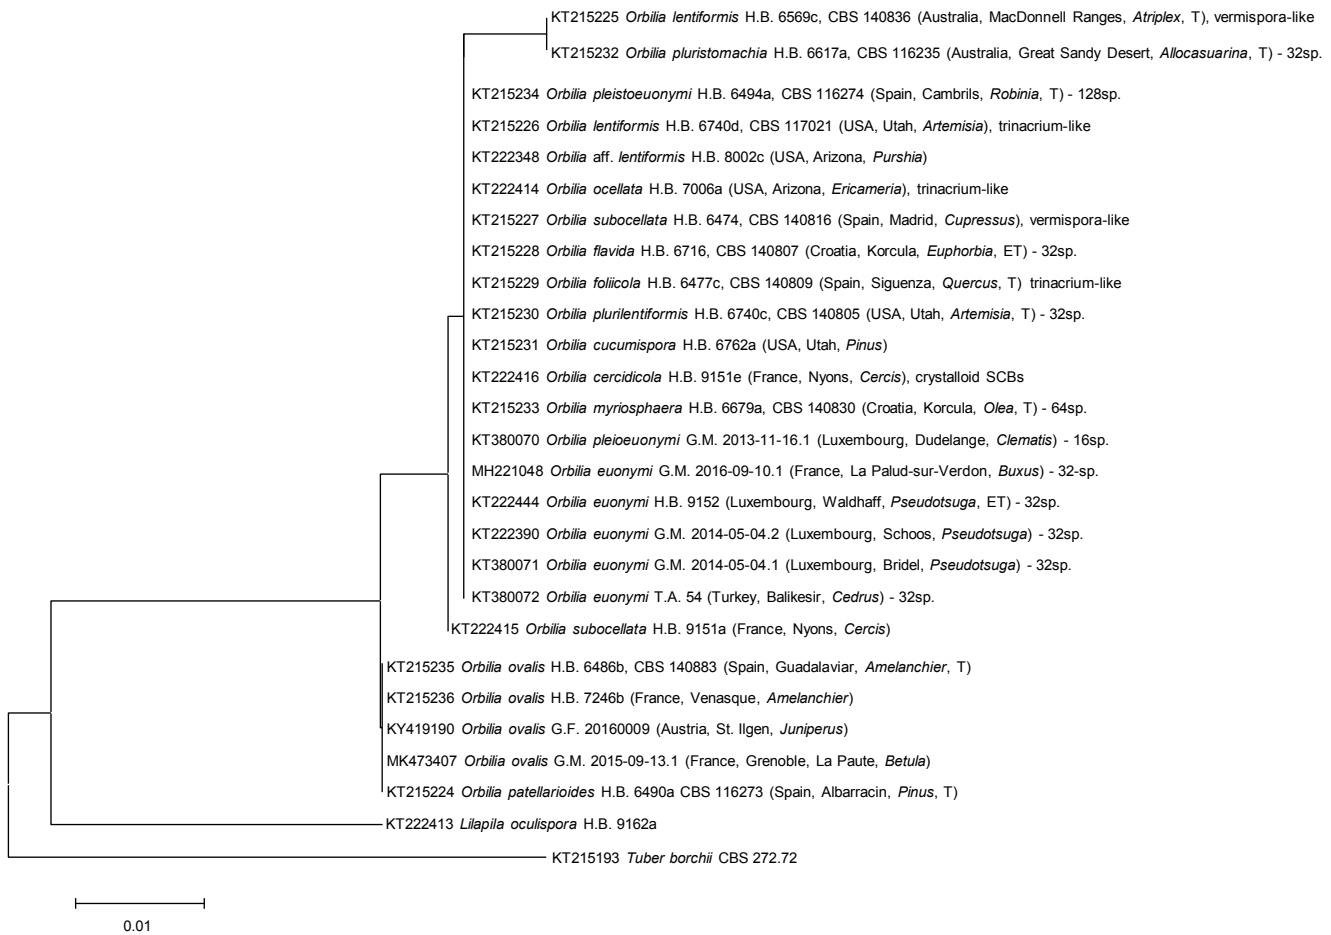 KT215225 Orbilia lentiformis H.B. 6569c, CBS 140836 (Australia, MacDonnell Ranges, Atriplex, T), vermispora-like
KT215232 Orbilia pluristomachia H.B. 6617a, CBS 116235 (Australia, Great Sandy Desert, Allocasuarina, T) - 32sp.
KT215234 Orbilia pleistoeuonymi H.B. 6494a, CBS 116274 (Spain, Cambrils, Robinia, T) - 128sp.
KT215226 Orbilia lentiformis H.B. 6740d, CBS 117021 (USA, Utah, Artemisia), trinacrium-like
KT222348 Orbilia aff. lentiformis H.B. 8002c (USA, Arizona, Purshia)
KT222414 Orbilia ocellata H.B. 7006a (USA, Arizona, Ericameria), trinacrium-like
KT215227 Orbilia subocellata H.B. 6474, CBS 140816 (Spain, Madrid, Cupressus), vermispora-like
KT215228 Orbilia flavida H.B. 6716, CBS 140807 (Croatia, Korcula, Euphorbia, ET) - 32sp.
KT215229 Orbilia foliicola H.B. 6477c, CBS 140809 (Spain, Siguenza, Quercus, T) trinacrium-like
KT215230 Orbilia plurilentiformis H.B. 6740c, CBS 140805 (USA, Utah, Artemisia, T) - 32sp.
KT215231 Orbilia cucumispora H.B. 6762a (USA, Utah, Pinus)
KT222416 Orbilia cercidicola H.B. 9151e (France, Nyons, Cercis), crystalloid SCBs
KT215233 Orbilia myriosphaera H.B. 6679a, CBS 140830 (Croatia, Korcula, Olea, T) - 64sp.
KT380070 Orbilia pleioeuonymi G.M. 2013-11-16.1 (Luxembourg, Dudelange, Clematis) - 16sp.
MH221048 Orbilia euonymi G.M. 2016-09-10.1 (France, La Palud-sur-Verdon, Buxus) - 32-sp.
KT222444 Orbilia euonymi H.B. 9152 (Luxembourg, Waldhaff, Pseudotsuga, ET) - 32sp.
KT222390 Orbilia euonymi G.M. 2014-05-04.2 (Luxembourg, Schoos, Pseudotsuga) - 32sp.
KT380071 Orbilia euonymi G.M. 2014-05-04.1 (Luxembourg, Bridel, Pseudotsuga) - 32sp.
KT380072 Orbilia euonymi T.A. 54 (Turkey, Balikesir, Cedrus) - 32sp.
KT222415 Orbilia subocellata H.B. 9151a (France, Nyons, Cercis)
KT215235 Orbilia ovalis H.B. 6486b, CBS 140883 (Spain, Guadalaviar, Amelanchier, T)
KT215236 Orbilia ovalis H.B. 7246b (France, Venasque, Amelanchier)
KY419190 Orbilia ovalis G.F. 20160009 (Austria, St. Ilgen, Juniperus)
MK473407 Orbilia ovalis G.M. 2015-09-13.1 (France, Grenoble, La Paute, Betula)
KT215224 Orbilia patellarioides H.B. 6490a CBS 116273 (Spain, Albarracin, Pinus, T)
KT222413 Lilapila oculispora H.B. 9162a
KT215193 Tuber borchii CBS 272.72
0.01